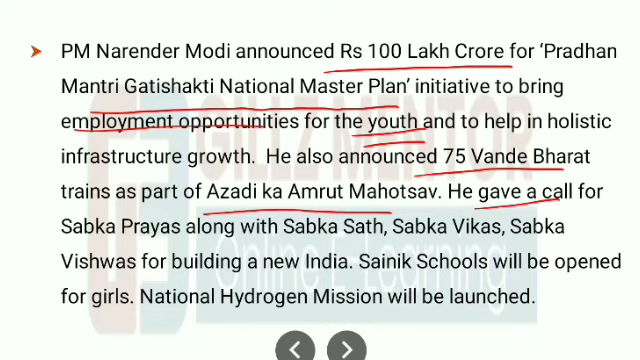 PM Narender Modi announced Rs 100 Lakh Crore for ‘Pradhan
Mantri Gatishakti National Master Plan’ initiative to bring
employment opportunities for the youth and to help in holistic
infrastructure growth. He also announced 75 Vande Bharat
trains as part of Azadi ka Amrut Mahotsav. He gave a call for
Sabka Prayas along with Sabka Sath, Sabka Vikas, Sabka
Vishwas for building a new India. Sainik Schools will be opened
for girls. National Hydrogen Mission will be launched.
MENTOR
Online E-Learning